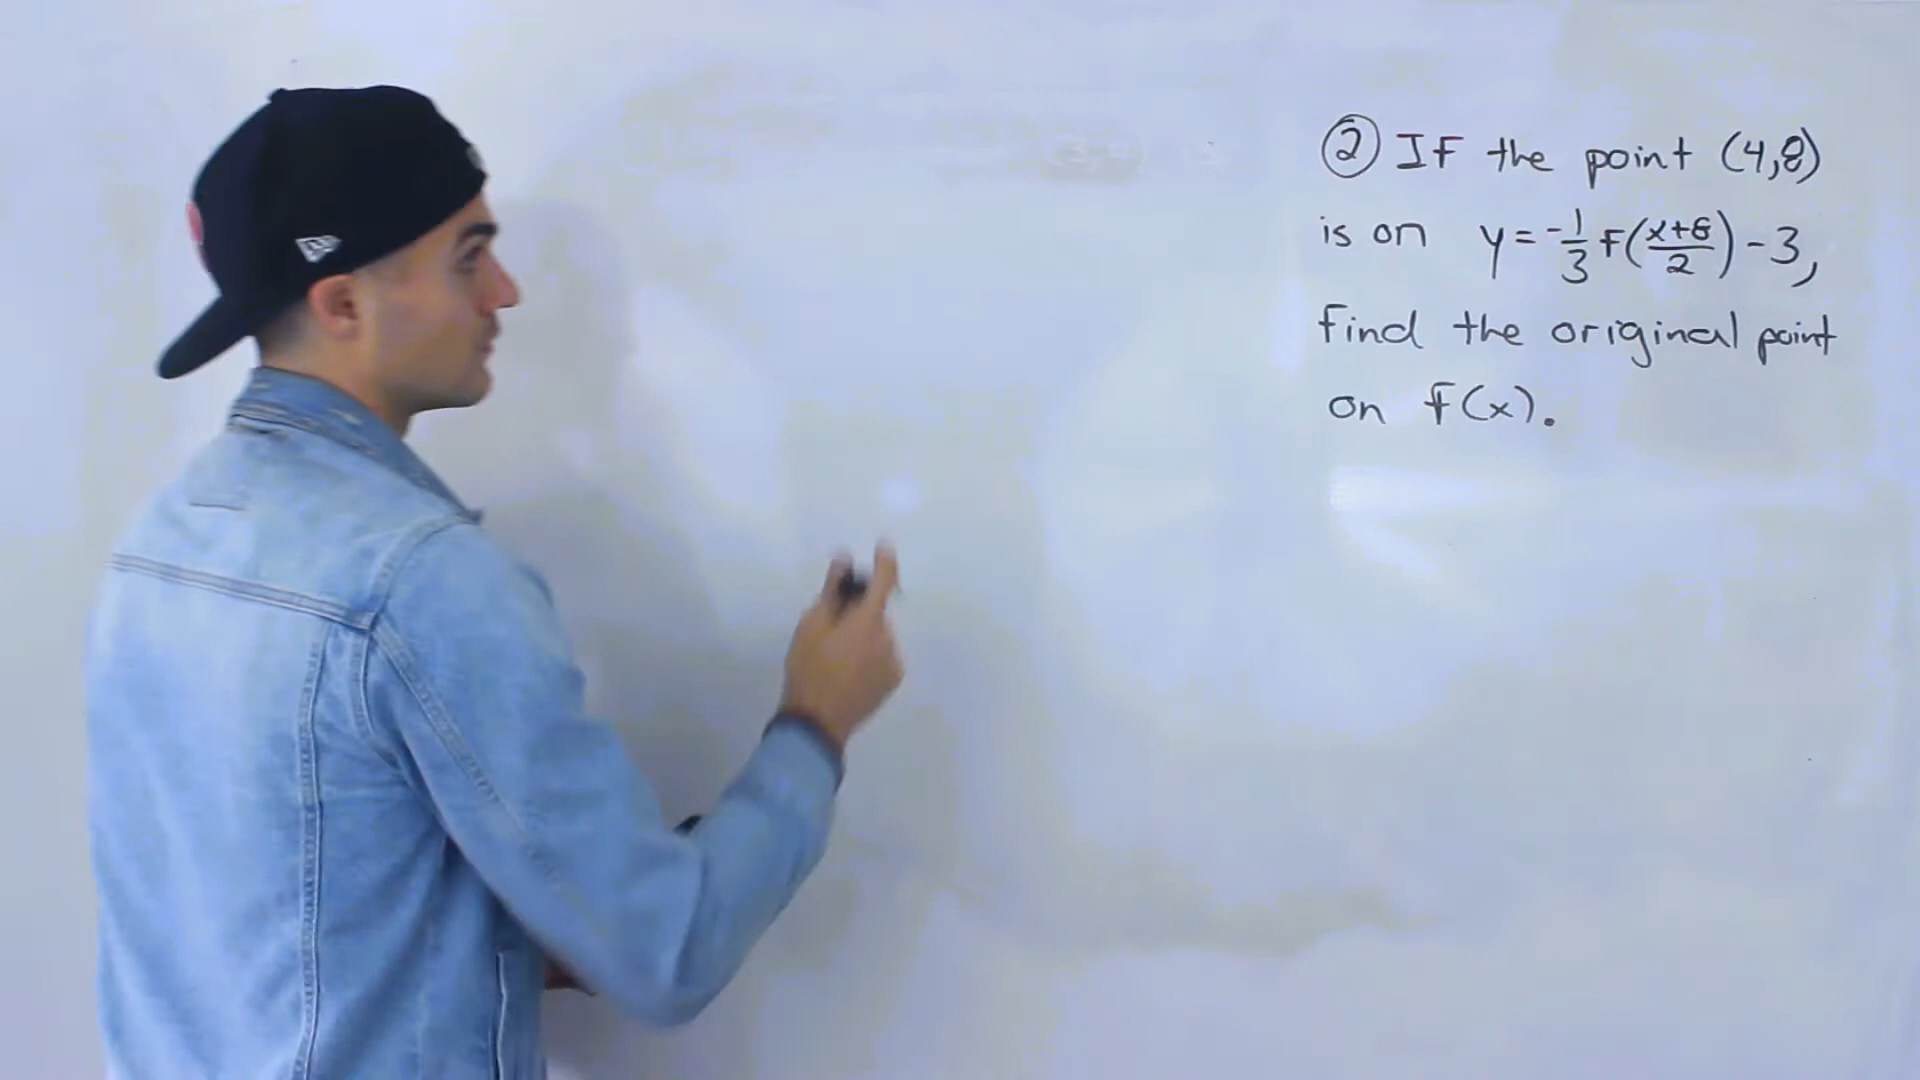 ② If the point (4,8)
is on y = -1/3 f((x+8)/2) - 3,
find the original point
on f(x).